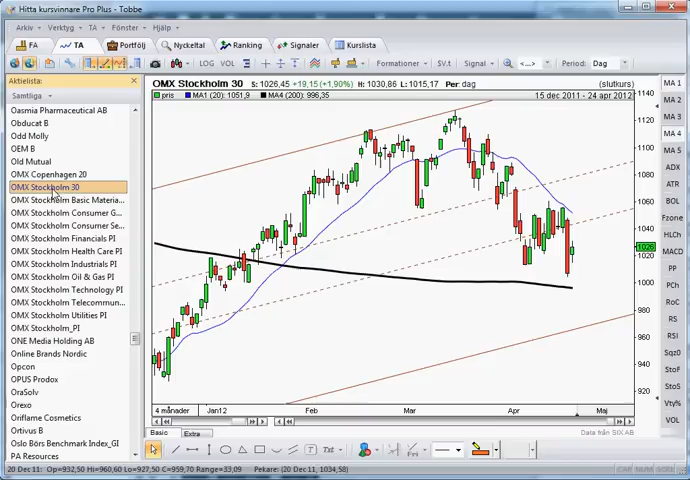 Hitta kursvinnare Pro Plus - Tobbe
Arkiv Verktyg TA Fönster Hjälp
FA TA Portfölj Nyckeltal Ranking Signaler Kurslista
LOG VOL Formationer SV.t Signal <...> Period: Dag
Aktielista:
Samtliga
Oasmia Pharmaceutical AB
Obducat B
Odd Molly
OEM B
Old Mutual
OMX Copenhagen 20
OMX Stockholm 30
OMX Stockholm Basic Materia...
OMX Stockholm Consumer G...
OMX Stockholm Consumer Se...
OMX Stockholm Financials PI
OMX Stockholm Health Care PI
OMX Stockholm Industrials PI
OMX Stockholm Oil & Gas PI
OMX Stockholm Technology PI
OMX Stockholm Telecommun...
OMX Stockholm Utilities PI
OMX Stockholm_PI
ONE Media Holding AB
Online Brands Nordic
Opcon
OPUS Prodox
OraSolv
Orexo
Oriflame Cosmetics
Ortivus B
Oslo Börs Benchmark Index_GI
PA Resources
OMX Stockholm 30 S: 1026,45 +19,15 (+1,90%) H: 1030,86 L: 1015,17 Per: dag (slutkurs)
pris MA1 (20): 1051,9 MA4 (200): 996,35 15 dec 2011 - 24 apr 2012
1140
1120
1100
1080
1060
1040
1026
1020
1000
980
960
940
920
4 månader Jan12 Feb Mar Apr Maj
Basic Extra
Data från SIX AB
MA 1
MA 2
MA 3
MA 4
MA 5
ADX
ATR
BOL
Fzone
HLCh
MACD
PP
PCh
RoC
RS
RSI
Sqz0
StoF
StoS
Vty%
VOL
Fri Txt
20 Dec 11: Op=932,50 Hi=960,60 Lo=927,50 C=959,70 Range=33,09 Pekare: (20 Dec 11, 1034,58) CAP NUM SCRL